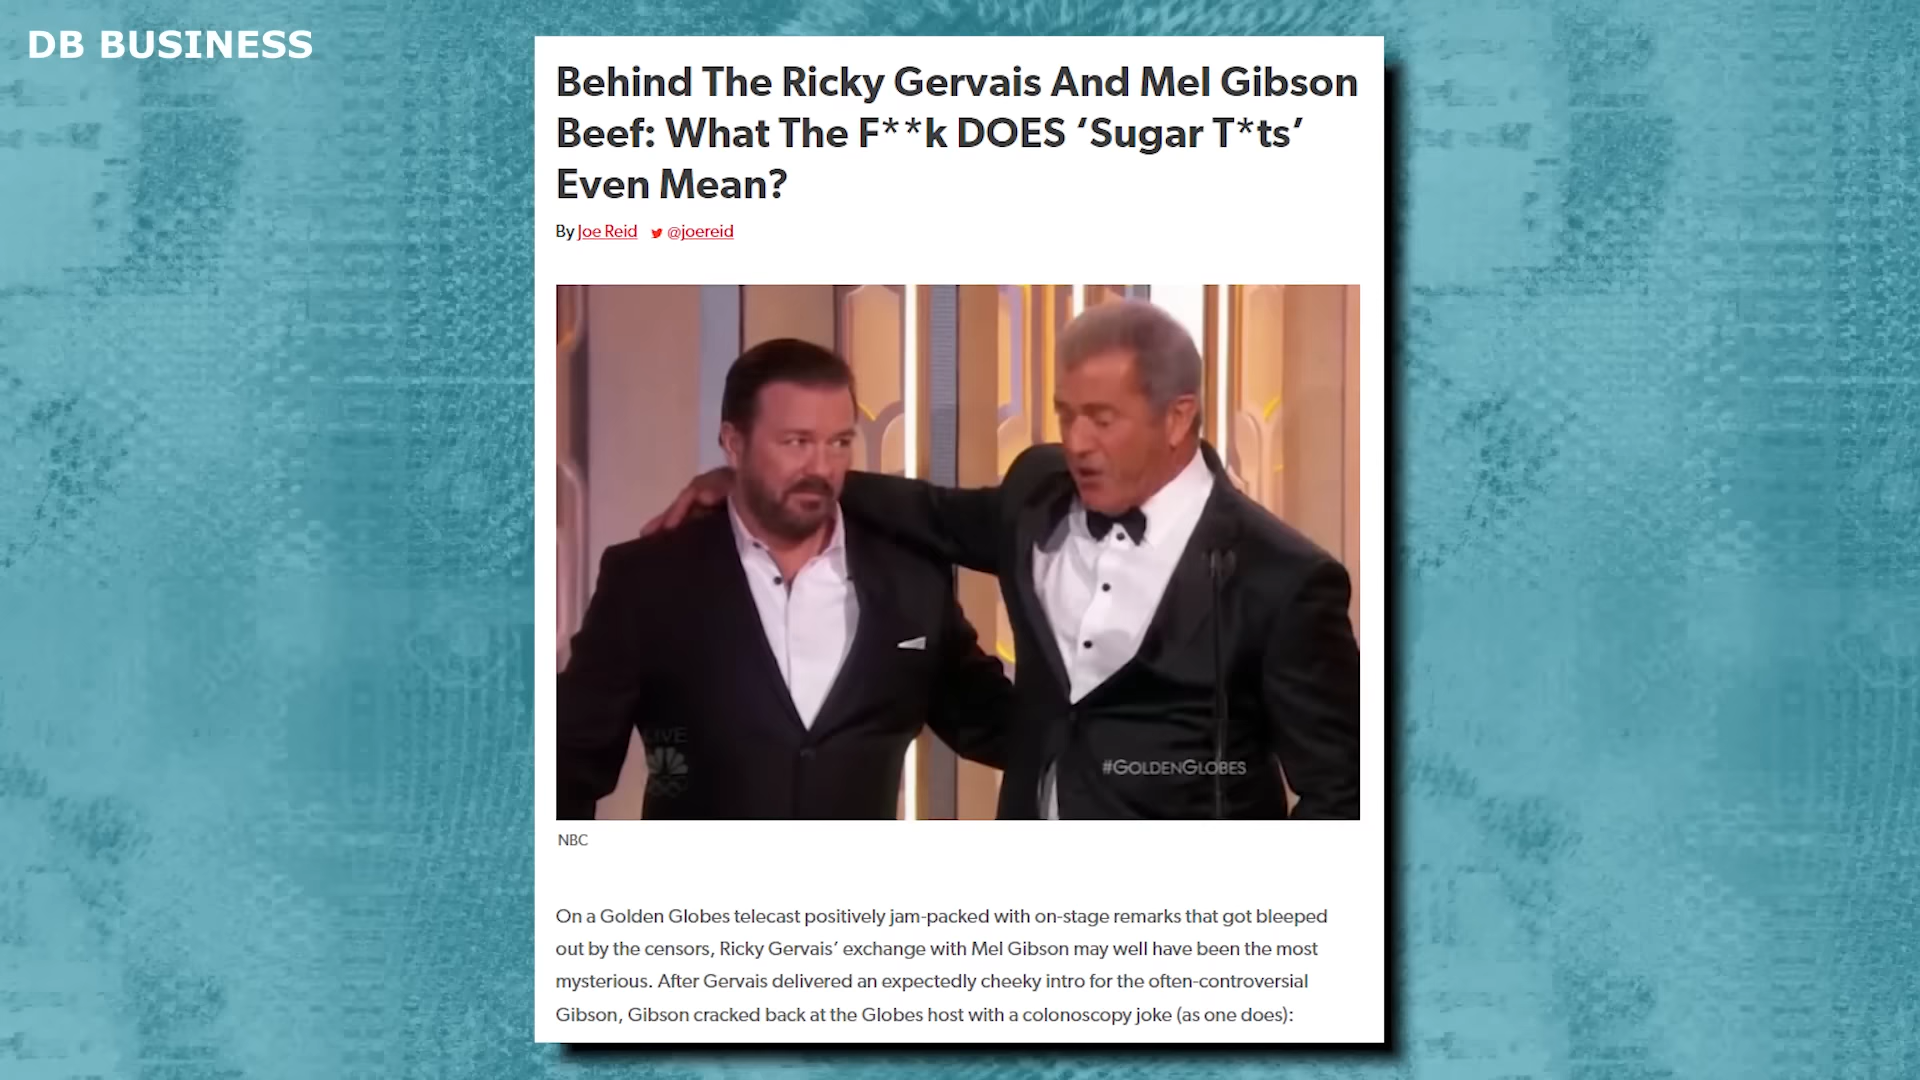 DB BUSINESS
Behind The Ricky Gervais And Mel Gibson
Beef: What The F**k DOES ‘Sugar T*ts’
Even Mean?
By Joe Reid @joereid
LIVE
#GOLDENGLOBES
NBC
On a Golden Globes telecast positively jam-packed with on-stage remarks that got bleeped
out by the censors, Ricky Gervais’ exchange with Mel Gibson may well have been the most
mysterious. After Gervais delivered an expectedly cheeky intro for the often-controversial
Gibson, Gibson cracked back at the Globes host with a colonoscopy joke (as one does):